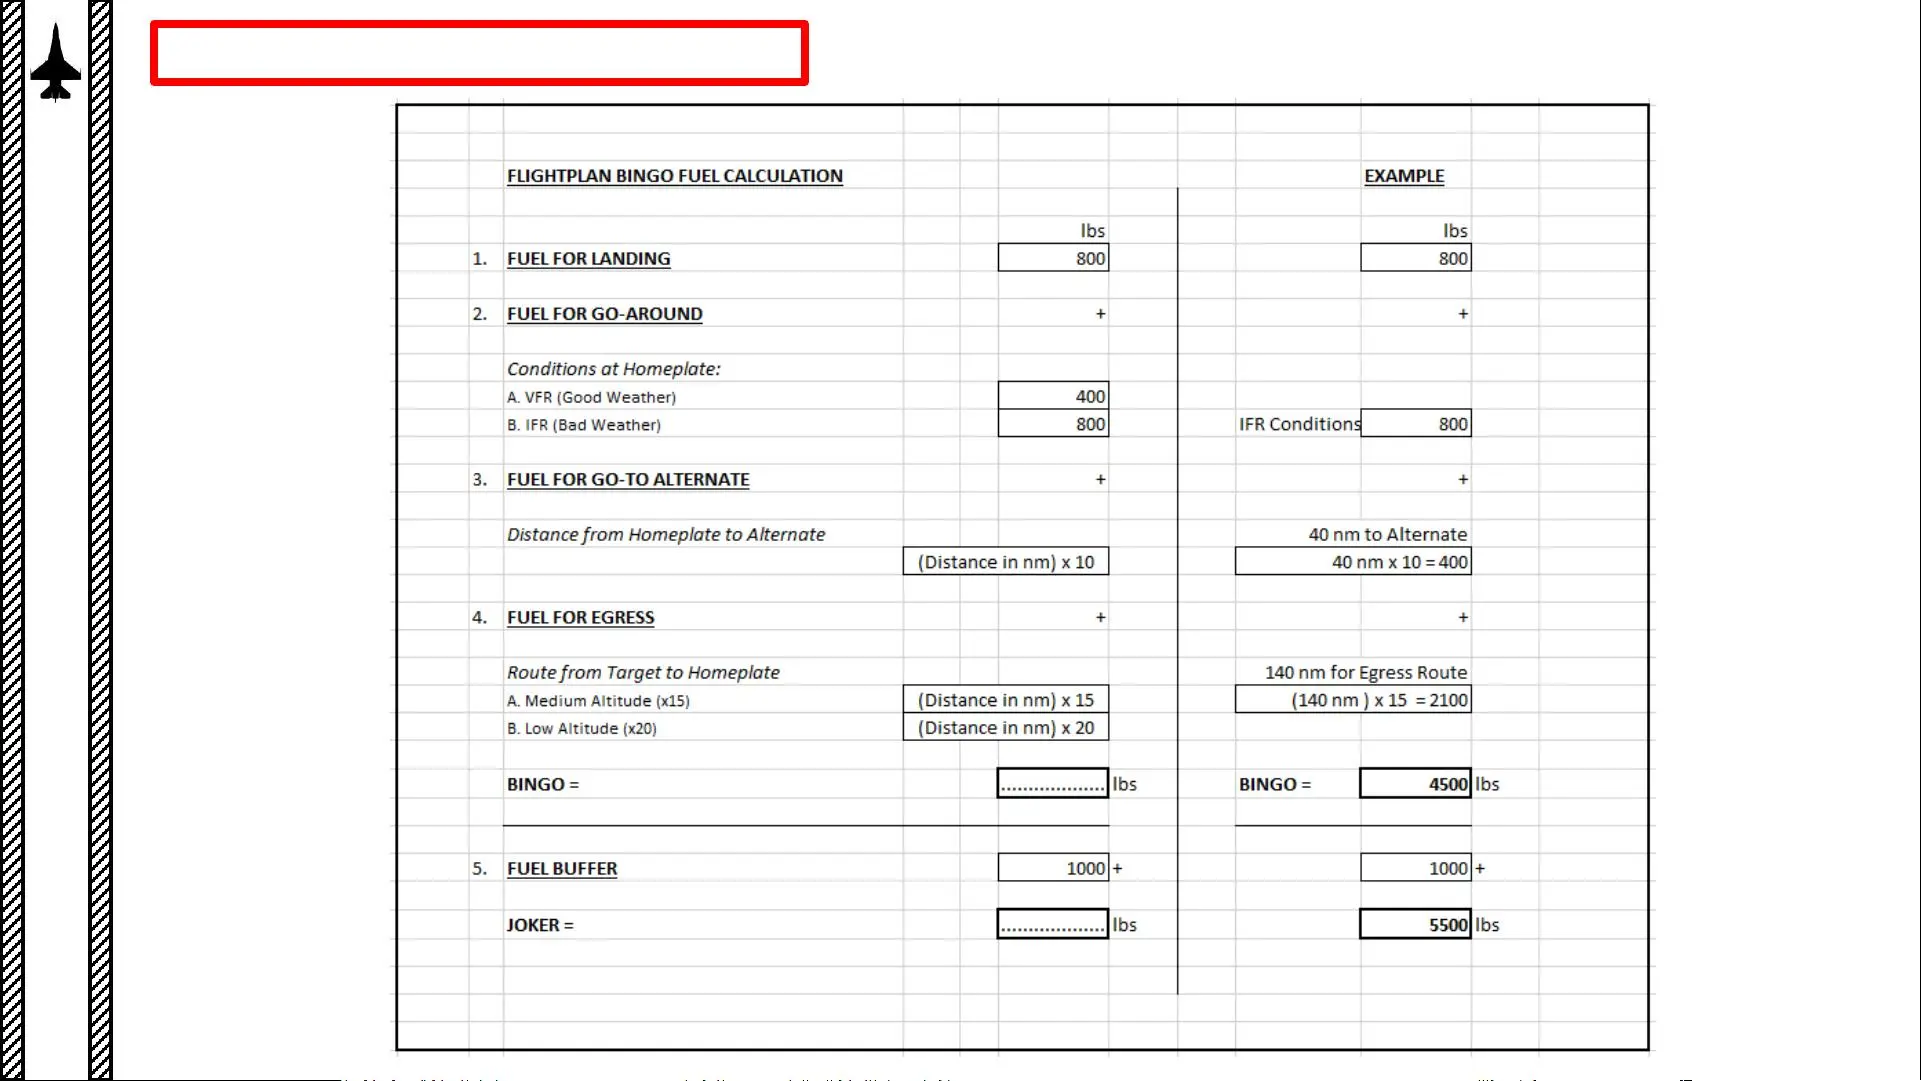 FLIGHTPLAN BINGO FUEL CALCULATION EXAMPLE
lbs lbs
1. FUEL FOR LANDING 800 800
2. FUEL FOR GO-AROUND + +
Conditions at Homeplate:
A. VFR (Good Weather) 400
B. IFR (Bad Weather) 800 IFR Conditions 800
3. FUEL FOR GO-TO ALTERNATE + +
Distance from Homeplate to Alternate 40 nm to Alternate
(Distance in nm) x 10 40 nm x 10 = 400
4. FUEL FOR EGRESS + +
Route from Target to Homeplate 140 nm for Egress Route
A. Medium Altitude (x15) (Distance in nm) x 15 (140 nm ) x 15 = 2100
B. Low Altitude (x20) (Distance in nm) x 20
BINGO = ................... lbs BINGO = 4500 lbs
5. FUEL BUFFER 1000 + 1000 +
JOKER = ................... lbs 5500 lbs